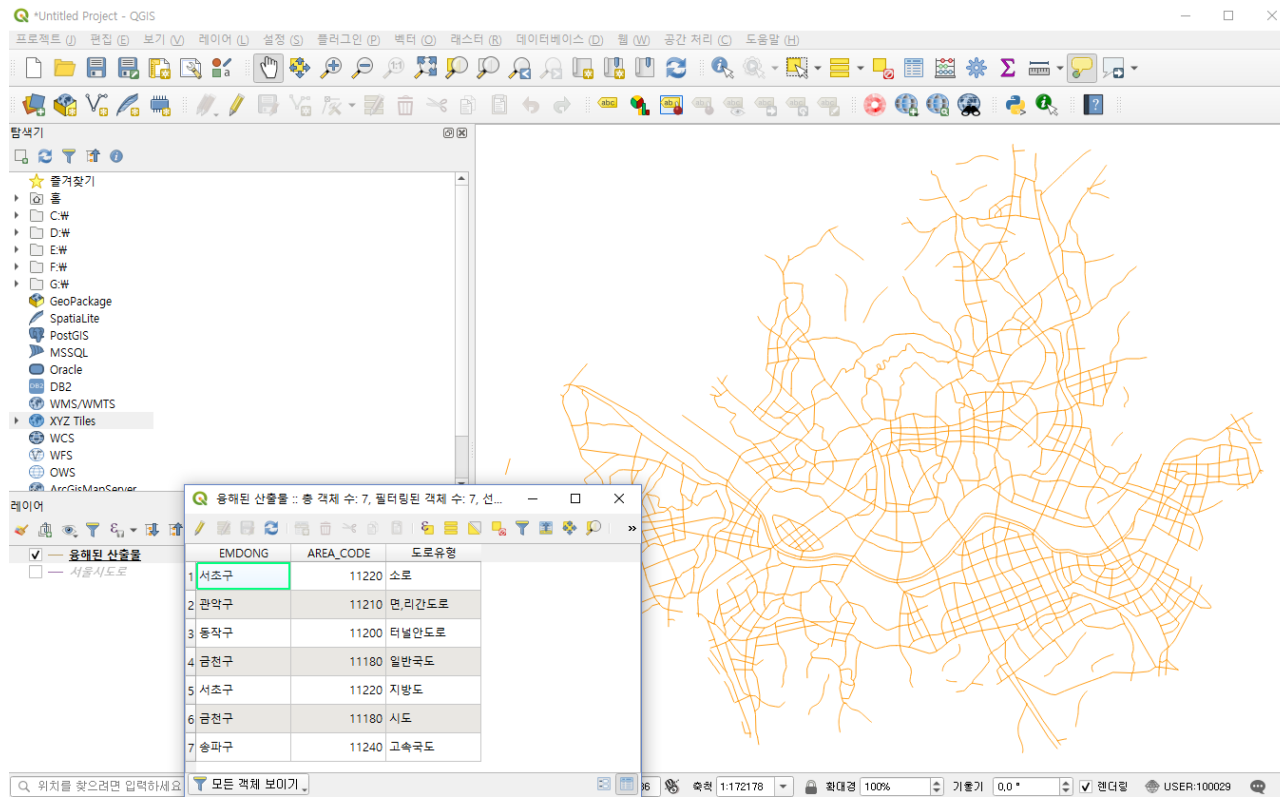 *Untitled Project - QGIS
프로젝트 (J) 편집 (E) 보기 (V) 레이어 (L) 설정 (S) 플러그인 (P) 벡터 (O) 래스터 (R) 데이터베이스 (D) 웹 (W) 공간 처리 (C) 도움말 (H)
탐색기
즐겨찾기
홈
C:₩
D:₩
E:₩
F:₩
G:₩
GeoPackage
SpatiaLite
PostGIS
MSSQL
Oracle
DB2
WMS/WMTS
XYZ Tiles
WCS
WFS
OWS
ArcGisMapServer
레이어
융해된 산출물
서울시도로
융해된 산출물 :: 총 객체 수: 7, 필터링된 객체 수: 7, 선...
EMDONG AREA_CODE 도로유형
1 서초구 11220 소로
2 관악구 11210 면,리간도로
3 동작구 11200 터널안도로
4 금천구 11180 일반국도
5 서초구 11220 지방도
6 금천구 11180 시도
7 송파구 11240 고속국도
모든 객체 보이기
위치를 찾으려면 입력하세요 축척 1:172178 확대경 100% 기울기 0.0 ° 렌더링 USER:100029